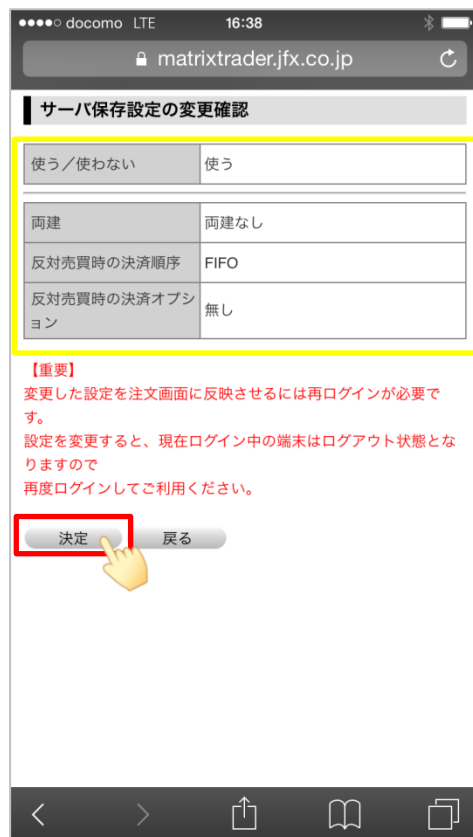 docomo LTE 16:38
matrixtrader.jfx.co.jp
サーバ保存設定の変更確認
使う／使わない 使う
両建 両建なし
反対売買時の決済順序 FIFO
反対売買時の決済オプシ
ョン 無し
【重要】
変更した設定を注文画面に反映させるには再ログインが必要で
す。
設定を変更すると、現在ログイン中の端末はログアウト状態とな
りますので
再度ログインしてご利用ください。
決定 戻る